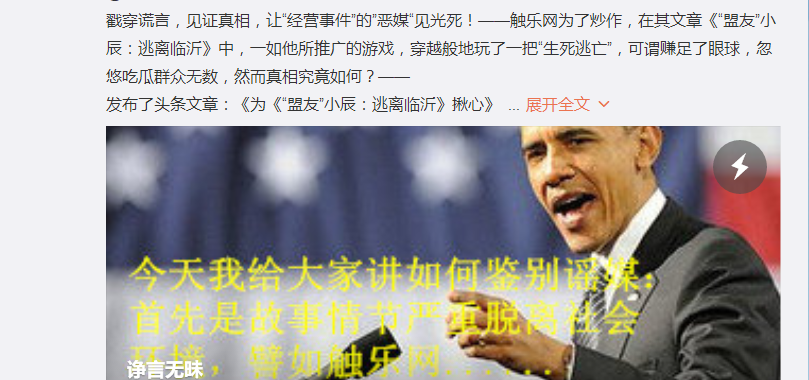 戳穿谎言，见证真相，让“经营事件”的”恶媒“见光死！——触乐网为了炒作，在其文章《“盟友”小
辰：逃离临沂》中，一如他所推广的游戏，穿越般地玩了一把“生死逃亡”，可谓赚足了眼球，忽
悠吃瓜群众无数，然而真相究竟如何？——
发布了头条文章：《为《“盟友”小辰：逃离临沂》揪心》 ... 展开全文
今天我给大家讲如何鉴别谣媒：
首先是故事情节严重脱离社会
环境，譬如触乐网......
诤言无昧